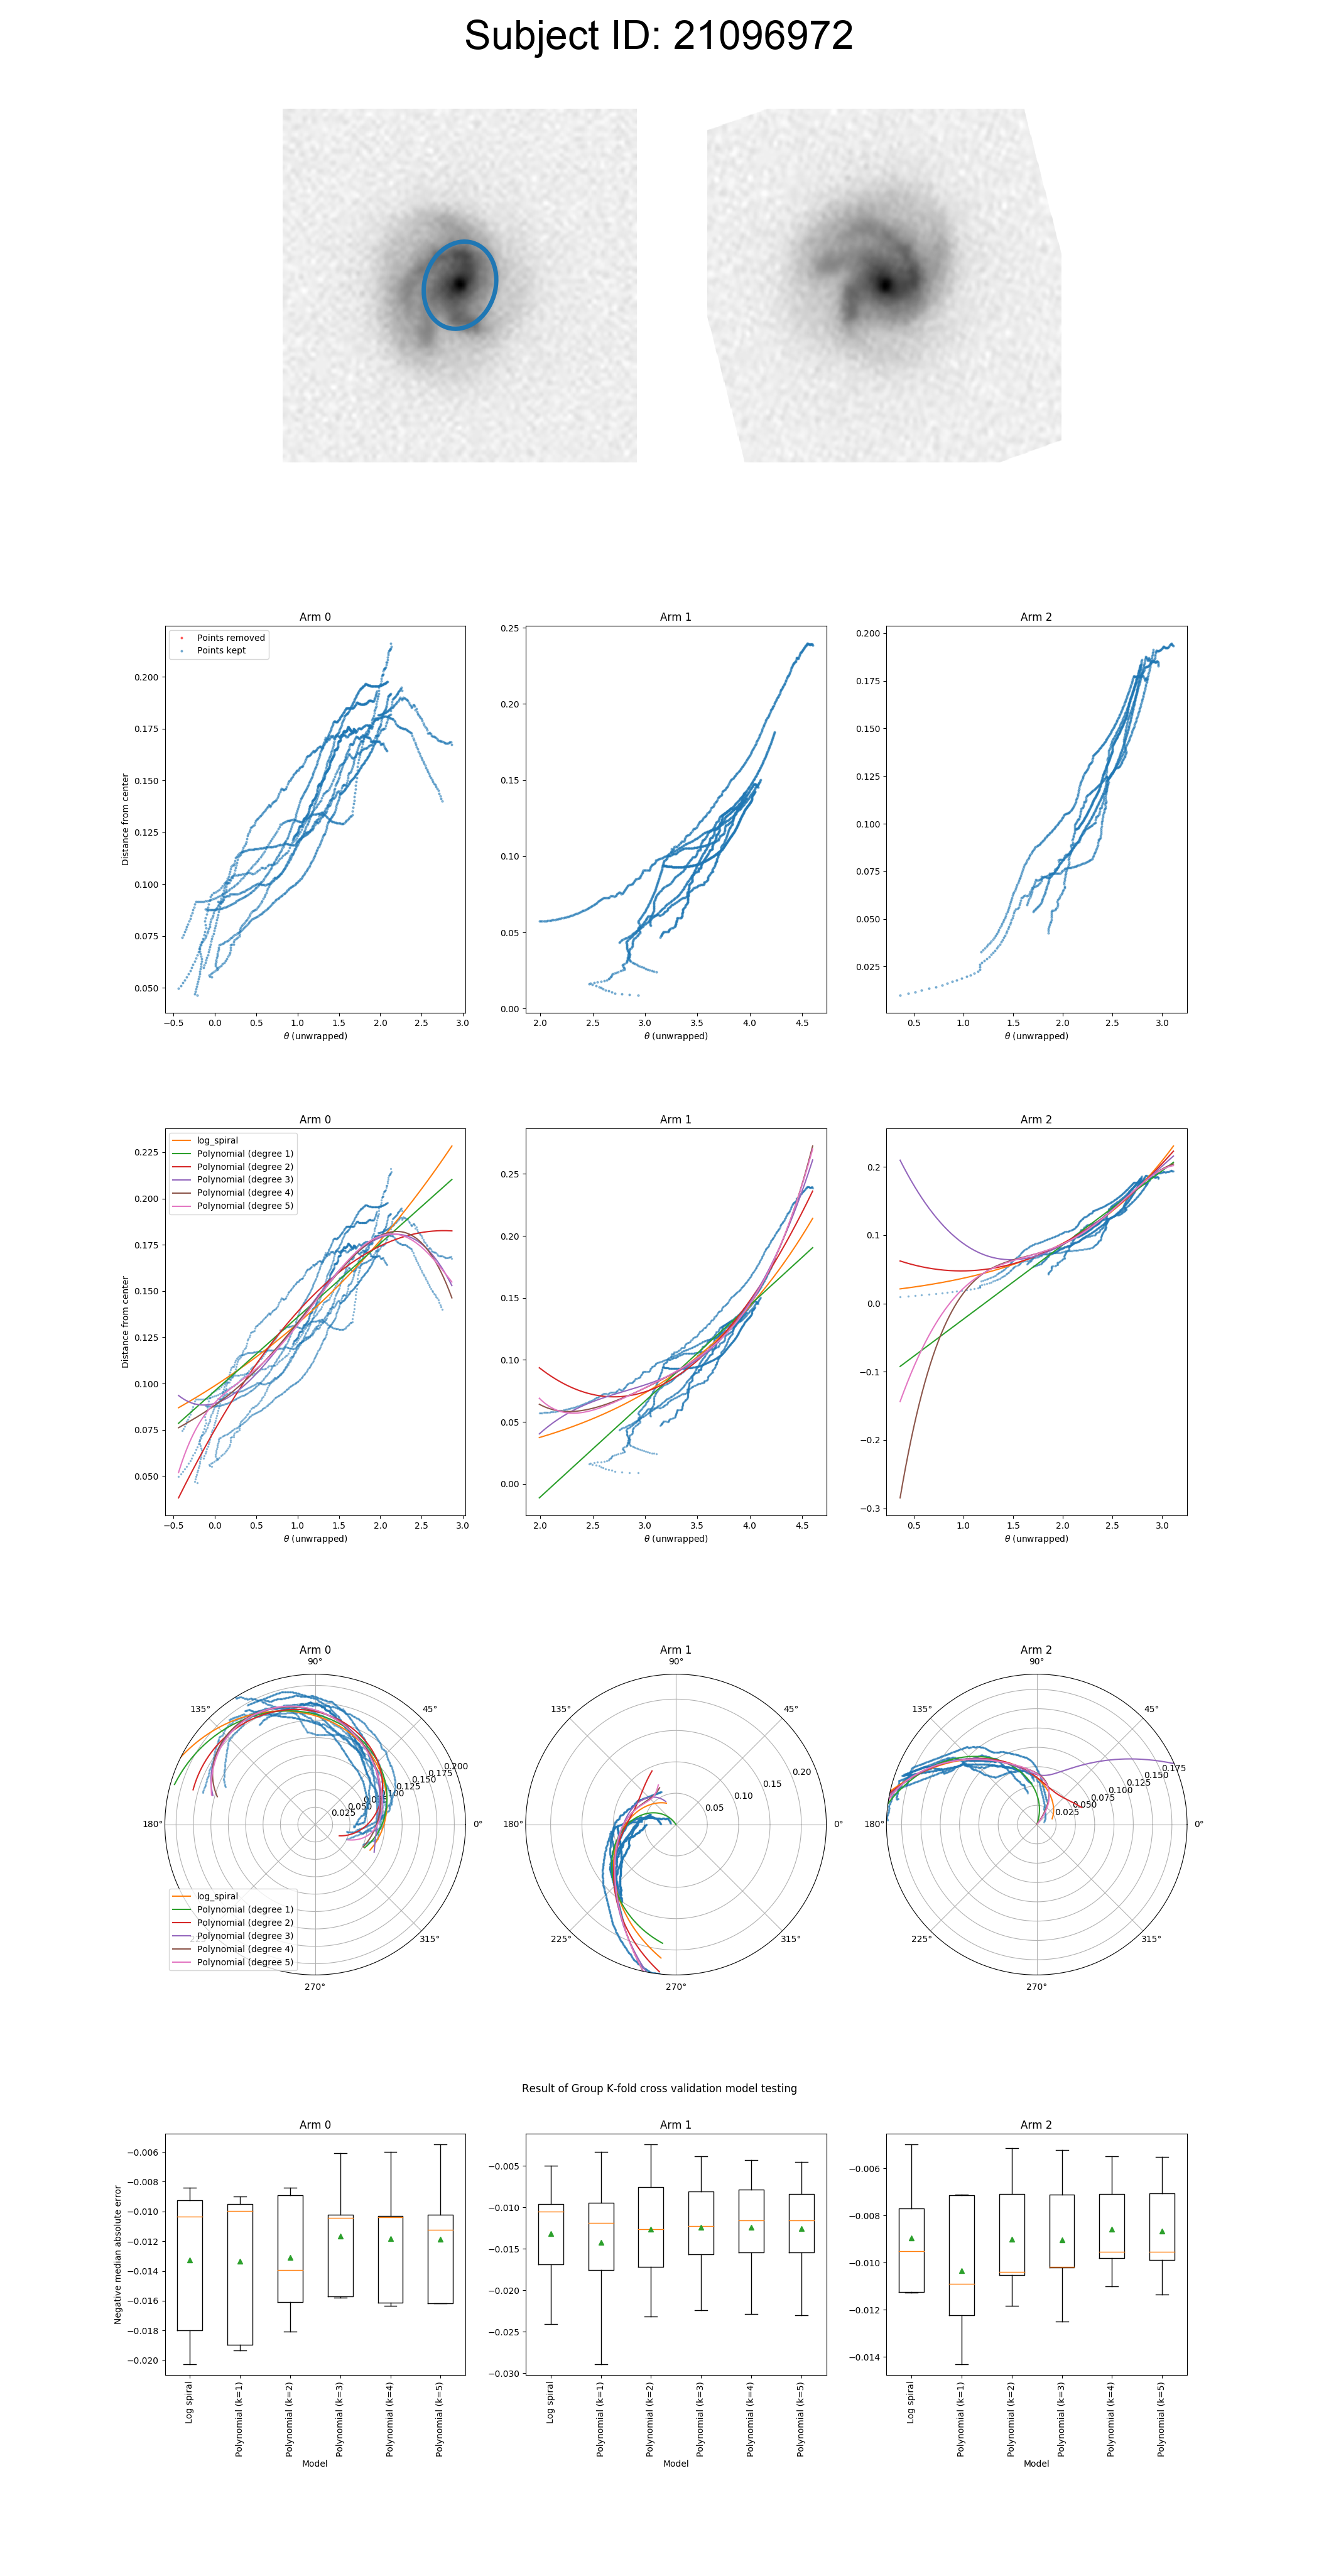 Subject ID: 21096972
Arm 0
Arm 1
Arm 2
Points removed
Points kept
Distance from center
0.200
0.175
0.150
0.125
0.100
0.075
0.050
−0.5 0.0 0.5 1.0 1.5 2.0 2.5 3.0
θ (unwrapped)
0.25
0.20
0.15
0.10
0.05
0.00
2.0 2.5 3.0 3.5 4.0 4.5
θ (unwrapped)
0.200
0.175
0.150
0.125
0.100
0.075
0.050
0.025
0.5 1.0 1.5 2.0 2.5 3.0
θ (unwrapped)
Arm 0
Arm 1
Arm 2
log_spiral
Polynomial (degree 1)
Polynomial (degree 2)
Polynomial (degree 3)
Polynomial (degree 4)
Polynomial (degree 5)
Distance from center
0.225
0.200
0.175
0.150
0.125
0.100
0.075
0.050
−0.5 0.0 0.5 1.0 1.5 2.0 2.5 3.0
θ (unwrapped)
0.25
0.20
0.15
0.10
0.05
0.00
2.0 2.5 3.0 3.5 4.0 4.5
θ (unwrapped)
0.2
0.1
0.0
−0.1
−0.2
−0.3
0.5 1.0 1.5 2.0 2.5 3.0
θ (unwrapped)
Arm 0
90°
135° 45°
180° 0°
315°
270°
0.025 0.050 0.100 0.125 0.150 0.175 0.200
log_spiral
Polynomial (degree 1)
Polynomial (degree 2)
Polynomial (degree 3)
Polynomial (degree 4)
Polynomial (degree 5)
Arm 1
90°
135° 45°
180° 0°
225° 315°
270°
0.05 0.10 0.15 0.20
Arm 2
90°
135° 45°
180° 0°
225° 315°
270°
0.025 0.050 0.075 0.100 0.125 0.150 0.175
Result of Group K-fold cross validation model testing
Arm 0
Arm 1
Arm 2
Negative median absolute error
−0.006
−0.008
−0.010
−0.012
−0.014
−0.016
−0.018
−0.020
Log spiral
Polynomial (k=1)
Polynomial (k=2)
Polynomial (k=3)
Polynomial (k=4)
Polynomial (k=5)
Model
−0.005
−0.010
−0.015
−0.020
−0.025
−0.030
Log spiral
Polynomial (k=1)
Polynomial (k=2)
Polynomial (k=3)
Polynomial (k=4)
Polynomial (k=5)
Model
−0.006
−0.008
−0.010
−0.012
−0.014
Log spiral
Polynomial (k=1)
Polynomial (k=2)
Polynomial (k=3)
Polynomial (k=4)
Polynomial (k=5)
Model